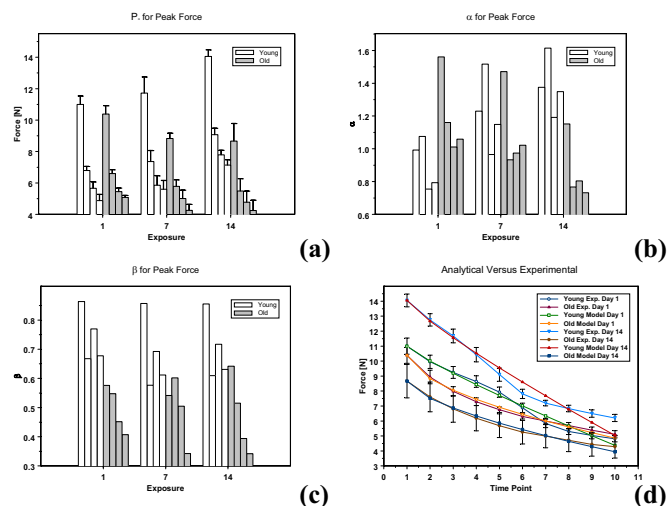 P. for Peak Force
Young
Old
Force [N]
14
12
10
8
6
4
1
7
14
Exposure
(a)
α for Peak Force
Young
Old
α
1.6
1.4
1.2
1.0
0.8
0.6
1
7
14
Exposure
(b)
β for Peak Force
Young
Old
β
0.8
0.7
0.6
0.5
0.4
0.3
1
7
14
Exposure
(c)
Analytical Versus Experimental
Young Exp. Day 1
Old Exp. Day 1
Young Model Day 1
Old Model Day 1
Young Exp. Day 14
Old Exp. Day 14
Young Model Day 14
Old Model Day 14
Force [N]
14
13
12
11
10
9
8
7
6
5
4
3
0
1
2
3
4
5
6
7
8
9
10
11
Time Point
(d)